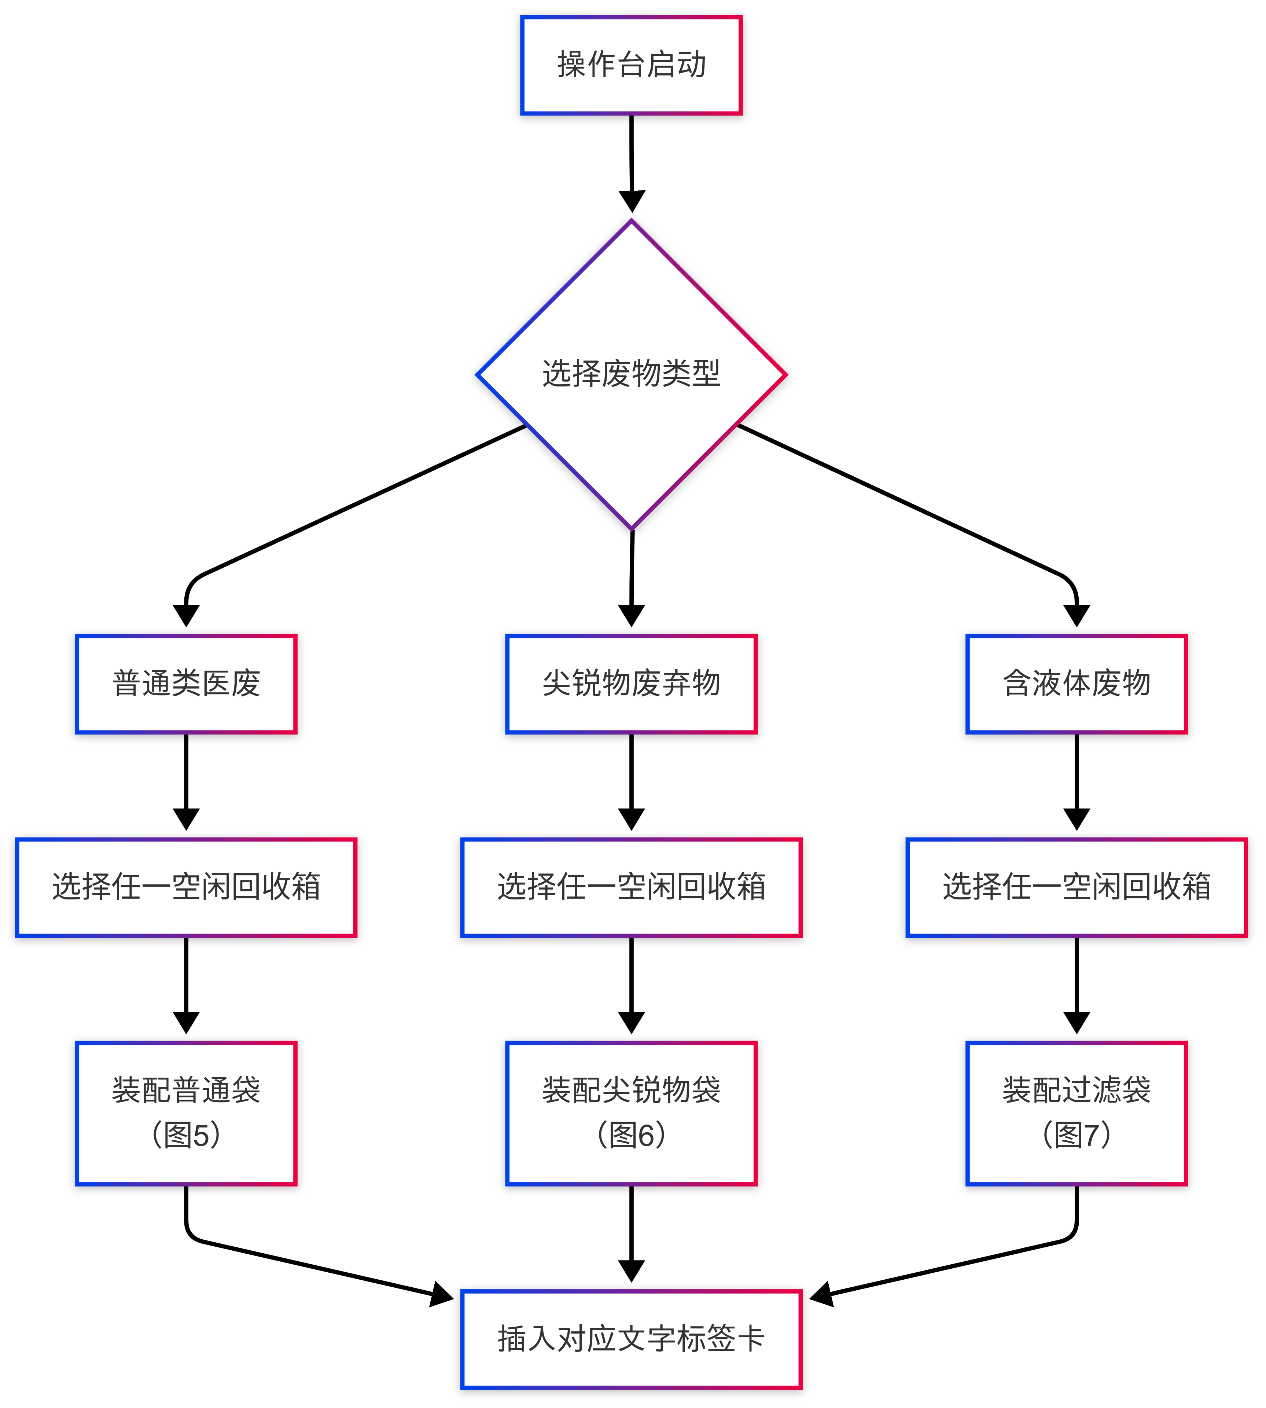 操作台启动
选择废物类型
普通类医废
尖锐物废弃物
含液体废物
选择任一空闲回收箱
选择任一空闲回收箱
选择任一空闲回收箱
装配普通袋
（图5）
装配尖锐物袋
（图6）
装配过滤袋
（图7）
插入对应文字标签卡